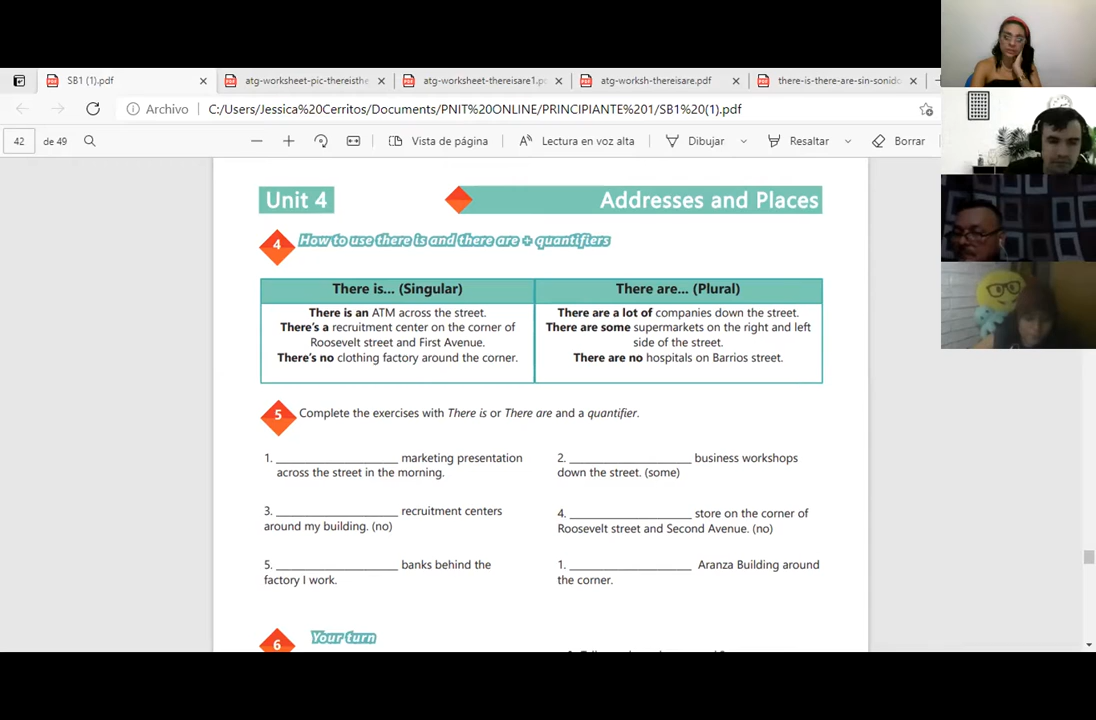 SB1 (1).pdf
atg-worksheet-pic-thereisthe
atg-worksheet-thereisare1.p
atg-worksh-thereisare.pdf
there-is-there-are-sin-sonido
Archivo
C:/Users/Jessica%20Cerritos/Documents/PNIT%20ONLINE/PRINCIPIANTE%201/SB1%20(1).pdf
42 de 49
Vista de página
Lectura en voz alta
Dibujar
Resaltar
Borrar
Unit 4
Addresses and Places
4 How to use there is and there are + quantifiers
There is... (Singular)
There are... (Plural)
There is an ATM across the street.
There's a recruitment center on the corner of
Roosevelt street and First Avenue.
There's no clothing factory around the corner.
There are a lot of companies down the street.
There are some supermarkets on the right and left
side of the street.
There are no hospitals on Barrios street.
5 Complete the exercises with There is or There are and a quantifier.
1. ____________________ marketing presentation
across the street in the morning.
2. ____________________ business workshops
down the street. (some)
3. ____________________ recruitment centers
around my building. (no)
4. ____________________ store on the corner of
Roosevelt street and Second Avenue. (no)
5. ____________________ banks behind the
factory I work.
1. ____________________ Aranza Building around
the corner.
6 Your turn